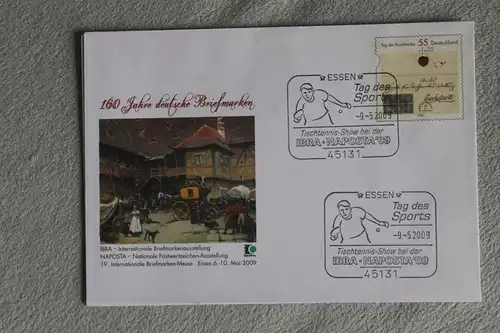 160 Jahre deutsche Briefmarken
IBRA - Internationale Briefmarkenausstellung
NAPOSTA - Nationale Postwertzeichen-Ausstellung
19. Internationale Briefmarken-Messe Essen 6.-10. Mai 2009
Tag der Briefmarke 55 Deutschland
ESSEN
Tag des
Sports
-9.-5.2009
Tischtennis-Show bei der
IBRA · NAPOSTA '09
45131
ESSEN
Tag des
Sports
-9.-5.2009
Tischtennis-Show bei der
IBRA · NAPOSTA '09
45131